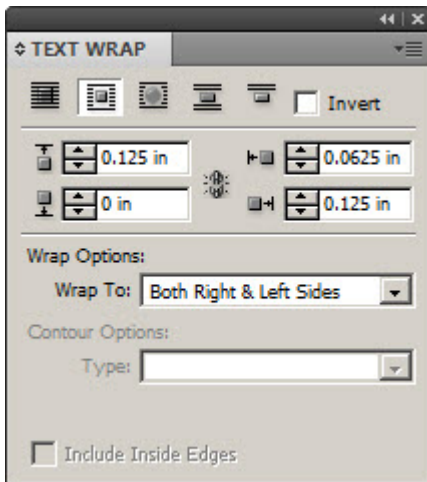 TEXT WRAP
Invert
0.125 in 0.0625 in
0 in 0.125 in
Wrap Options:
Wrap To: Both Right & Left Sides
Contour Options:
Type:
Include Inside Edges